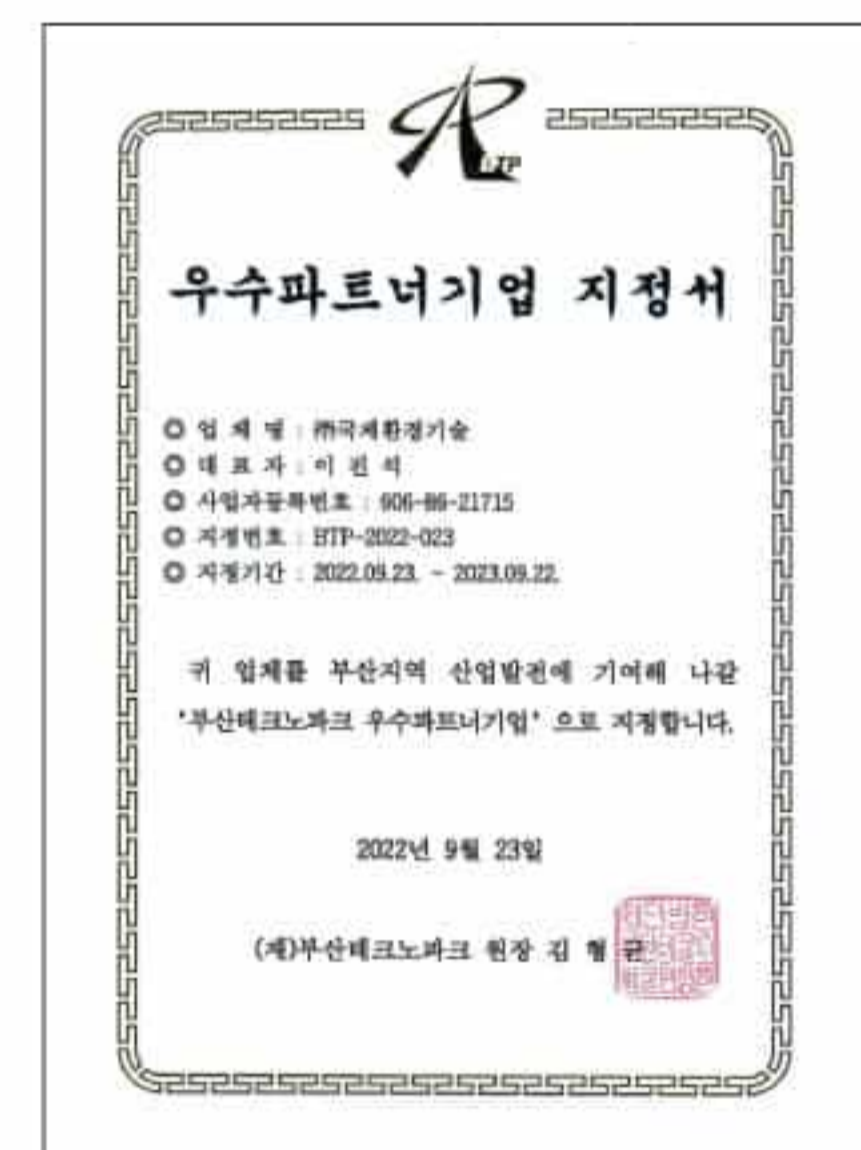 BTP
우수파트너기업 지정서
◎ 업 체 명 : ㈜국제환경기술
◎ 대 표 자 : 이 진 석
◎ 사업자등록번호 : 606-86-21715
◎ 지정번호 : BTP-2022-023
◎ 지정기간 : 2022.09.23. ~ 2023.09.22.
귀 업체를 부산지역 산업발전에 기여해 나갈
'부산테크노파크 우수파트너기업' 으로 지정합니다.
2022년 9월 23일
(재)부산테크노파크 원장 김 형 균